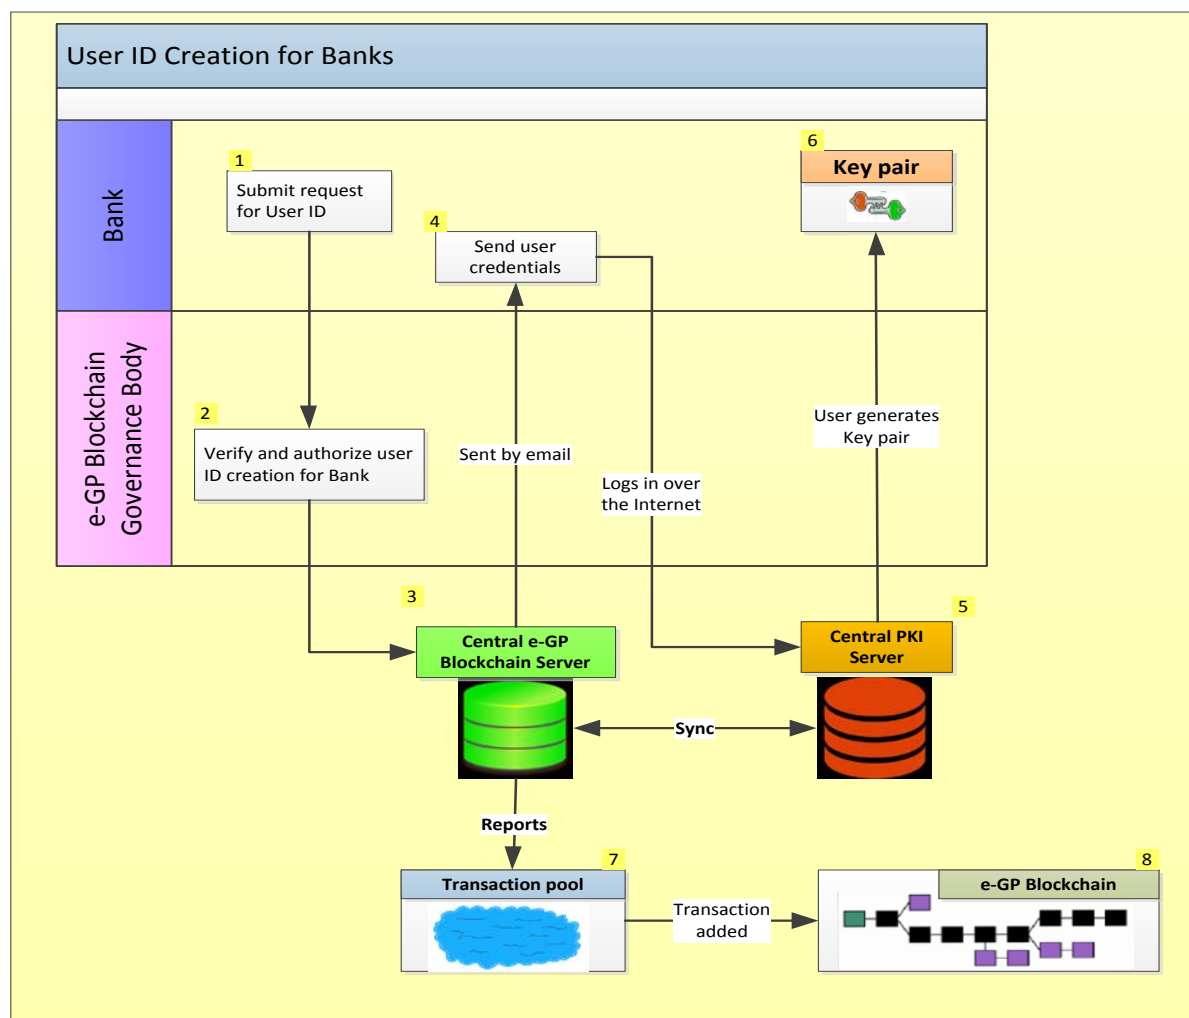 User ID Creation for Banks
Bank
1
Submit request
for User ID
4
Send user
credentials
6
Key pair
e-GP Blockchain
Governance Body
2
Verify and authorize user
ID creation for Bank
Sent by email
Logs in over
the Internet
User generates
Key pair
3
Central e-GP
Blockchain Server
5
Central PKI
Server
Sync
Reports
7
Transaction pool
Transaction
added
8
e-GP Blockchain